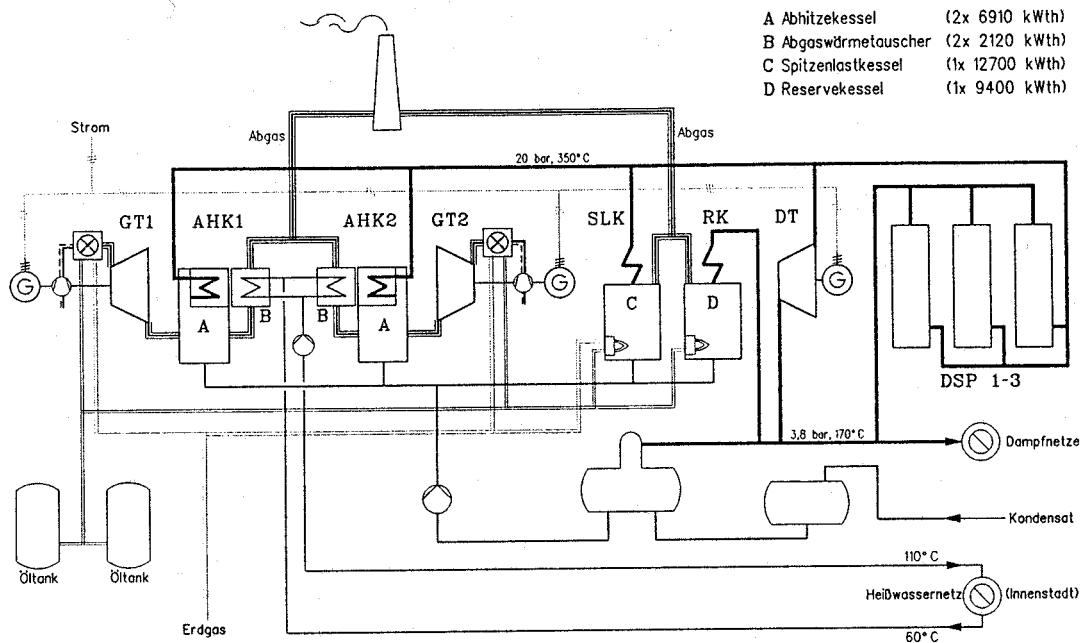 A Abhitzekessel (2x 6910 kWth)
B Abgaswärmetauscher (2x 2120 kWth)
C Spitzenlastkessel (1x 12700 kWth)
D Reservekessel (1x 9400 kWth)
Strom
Abgas
Abgas
20 bar, 350°C
GT1 AHK1 AHK2 GT2 SLK RK DT
G G G
A B B A C D
DSP 1-3
3,8 bar, 170°C
Dampfnetze
Kondensat
Öltank Öltank
110°C
Heißwassernetz (Innenstadt)
Erdgas
60°C